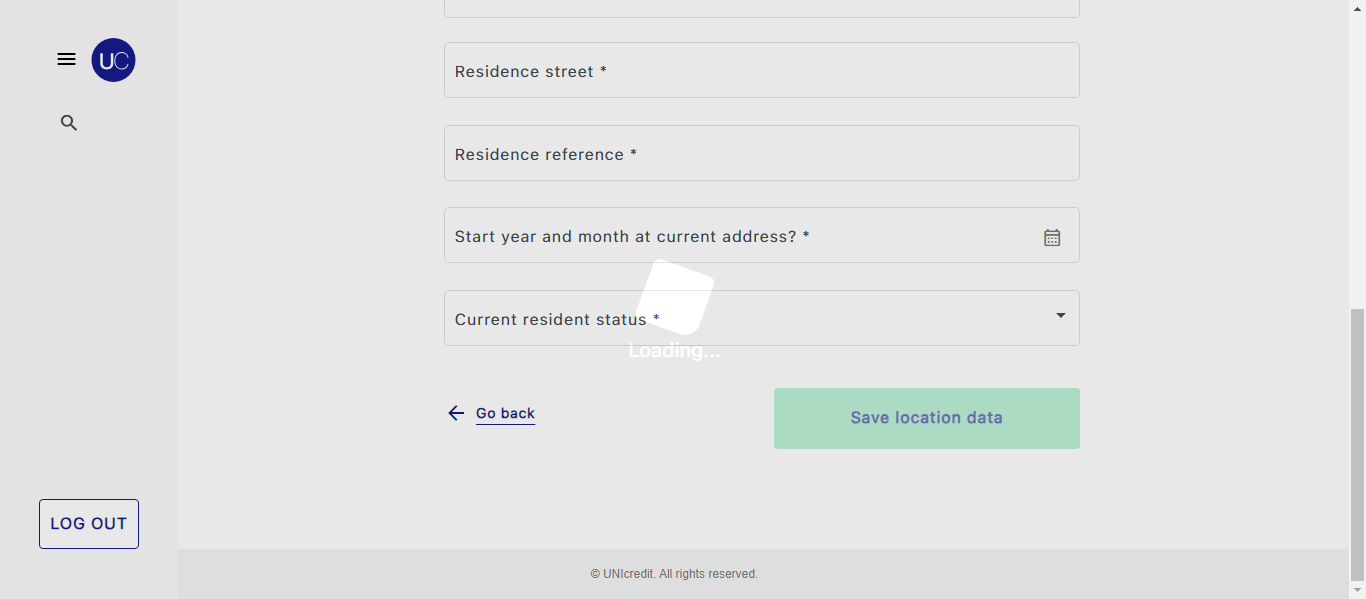 UC
Residence street *
Residence reference *
Start year and month at current address? *
Current resident status *
Loading...
Go back
Save location data
LOG OUT
© UNIcredit. All rights reserved.